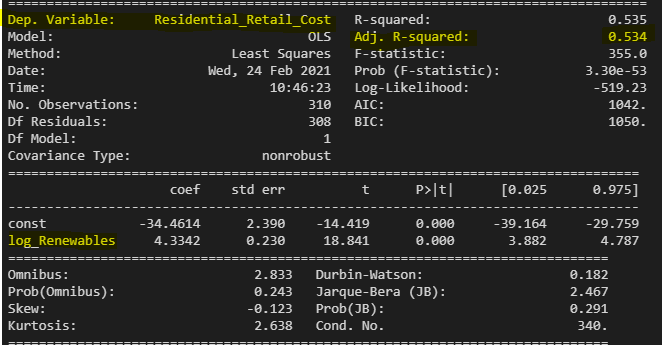 ==============================================================================
Dep. Variable: Residential_Retail_Cost R-squared: 0.535
Model: OLS Adj. R-squared: 0.534
Method: Least Squares F-statistic: 355.0
Date: Wed, 24 Feb 2021 Prob (F-statistic): 3.30e-53
Time: 10:46:23 Log-Likelihood: -519.23
No. Observations: 310 AIC: 1042.
Df Residuals: 308 BIC: 1050.
Df Model: 1
Covariance Type: nonrobust
==============================================================================
coef std err t P>|t| [0.025 0.975]
------------------------------------------------------------------------------
const -34.4614 2.390 -14.419 0.000 -39.164 -29.759
log_Renewables 4.3342 0.230 18.841 0.000 3.882 4.787
==============================================================================
Omnibus: 2.833 Durbin-Watson: 0.182
Prob(Omnibus): 0.243 Jarque-Bera (JB): 2.467
Skew: -0.123 Prob(JB): 0.291
Kurtosis: 2.638 Cond. No. 340.
==============================================================================